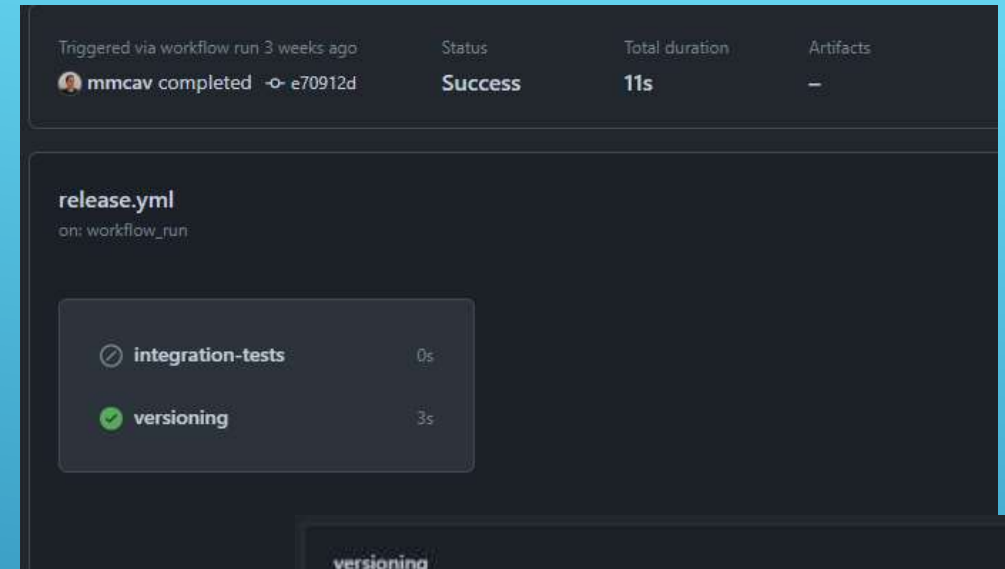 Triggered via workflow run 3 weeks ago Status Total duration Artifacts
mmcav completed e70912d Success 11s –
release.yml
on: workflow_run
integration-tests 0s
versioning 3s
versioning